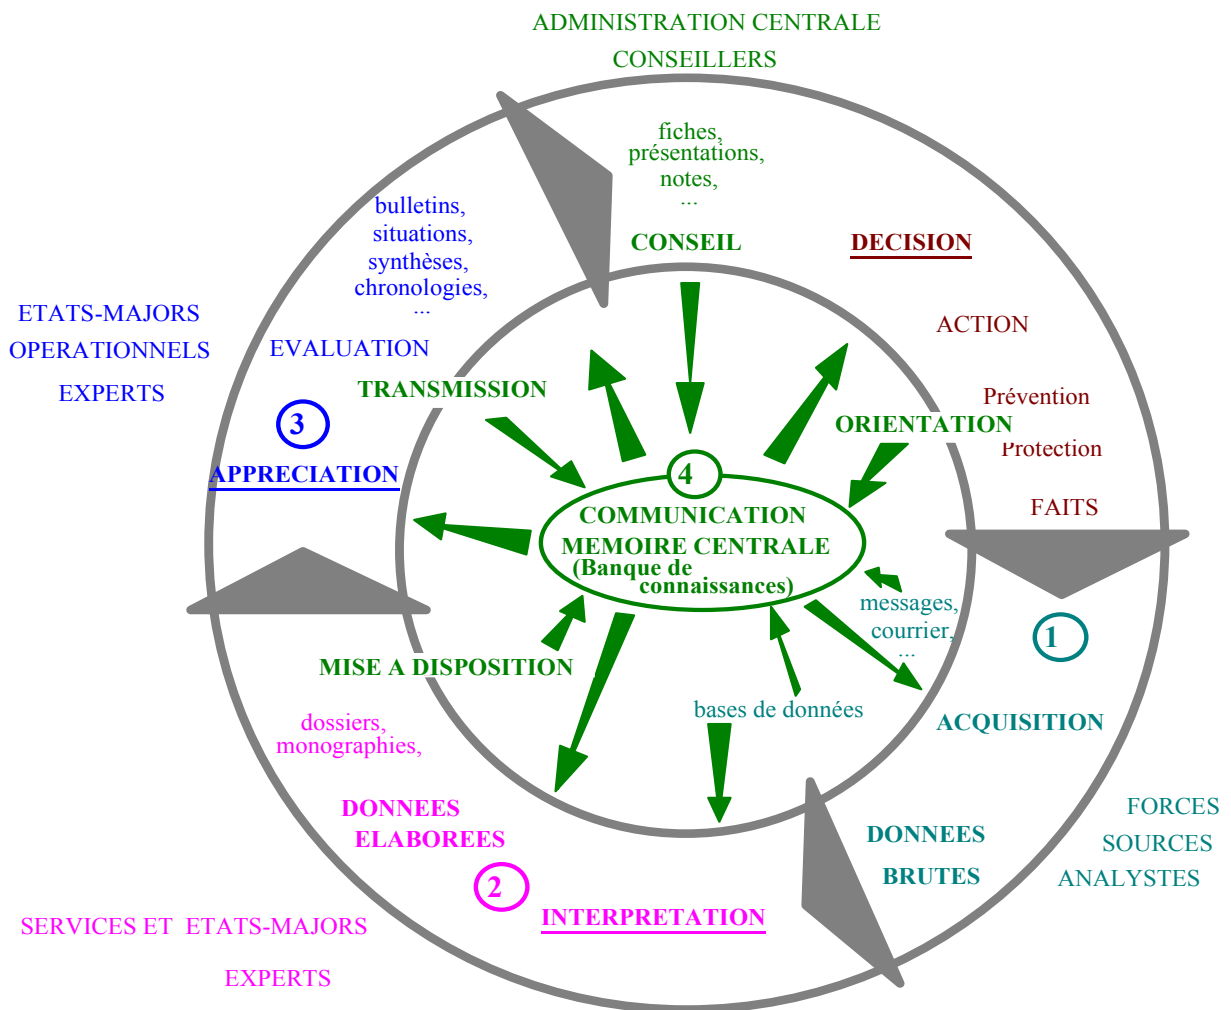 ADMINISTRATION CENTRALE
CONSEILLERS
fiches,
présentations,
notes,
...
CONSEIL
DECISION
ACTION
Prévention
ORIENTATION
Protection
FAITS
bulletins,
situations,
synthèses,
chronologies,
...
ETATS-MAJORS
OPERATIONNELS
EXPERTS
EVALUATION
TRANSMISSION
3
APPRECIATION
4
COMMUNICATION
MEMOIRE CENTRALE
(Banque de
connaissances)
messages,
courrier,
...
1
ACQUISITION
bases de données
MISE A DISPOSITION
dossiers,
monographies,
DONNEES
ELABOREES
2
INTERPRETATION
DONNEES
BRUTES
FORCES
SOURCES
ANALYSTES
SERVICES ET ETATS-MAJORS
EXPERTS